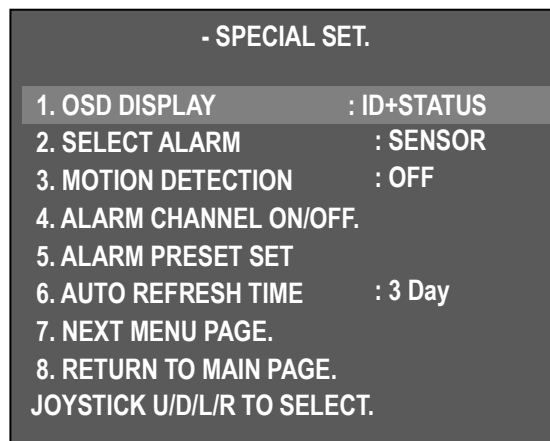 - SPECIAL SET.
1. OSD DISPLAY : ID+STATUS
2. SELECT ALARM : SENSOR
3. MOTION DETECTION : OFF
4. ALARM CHANNEL ON/OFF.
5. ALARM PRESET SET
6. AUTO REFRESH TIME : 3 Day
7. NEXT MENU PAGE.
8. RETURN TO MAIN PAGE.
JOYSTICK U/D/L/R TO SELECT.